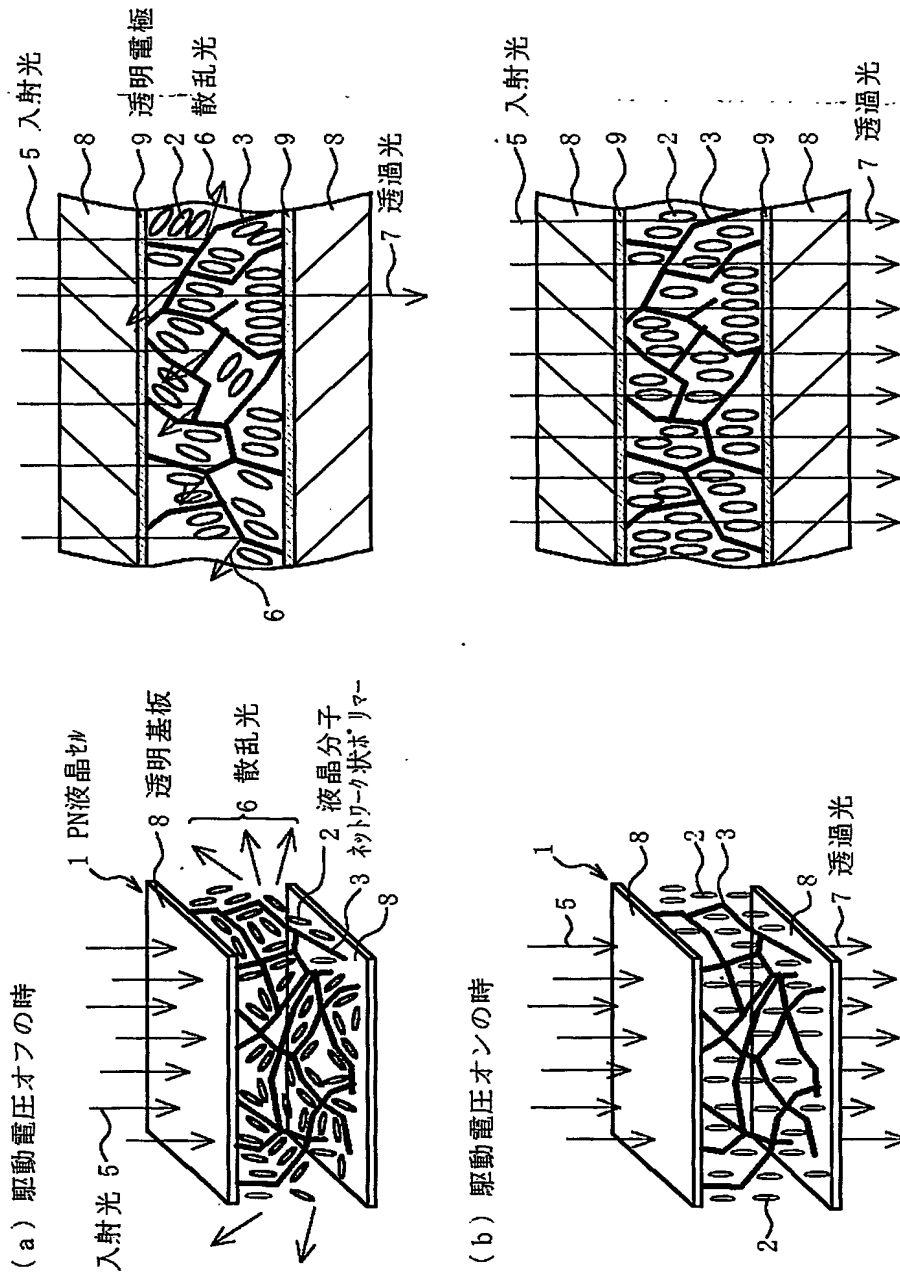 (a) 駆動電圧オフの時
入射光 5
1 PN液晶セル
8 透明基板
6 散乱光
2 液晶分子
3 ネットワーク状ポリマー
8
5 入射光
8
9 透明電極
2
6 散乱光
3
9
8
7 透過光
6
(b) 駆動電圧オンの時
5
1
8
2
3
8
7 透過光
2
5 入射光
8
9
2
3
9
8
7 透過光